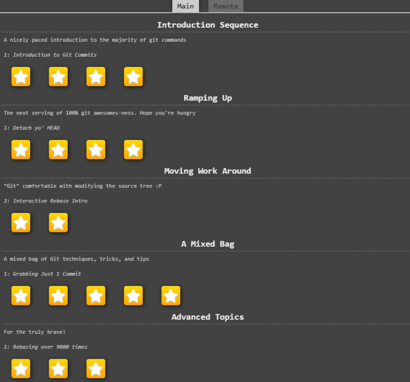 Main Remote
Introduction Sequence
A nicely paced introduction to the majority of git commands
1: Introduction to Git Commits
Ramping Up
The next serving of 100% git awesomes-ness. Hope you're hungry
1: Detach yo' HEAD
Moving Work Around
"Git" comfortable with modifying the source tree :P
2: Interactive Rebase Intro
A Mixed Bag
A mixed bag of Git techniques, tricks, and tips
1: Grabbing Just 1 Commit
Advanced Topics
For the truly brave!
1: Rebasing over 9000 times